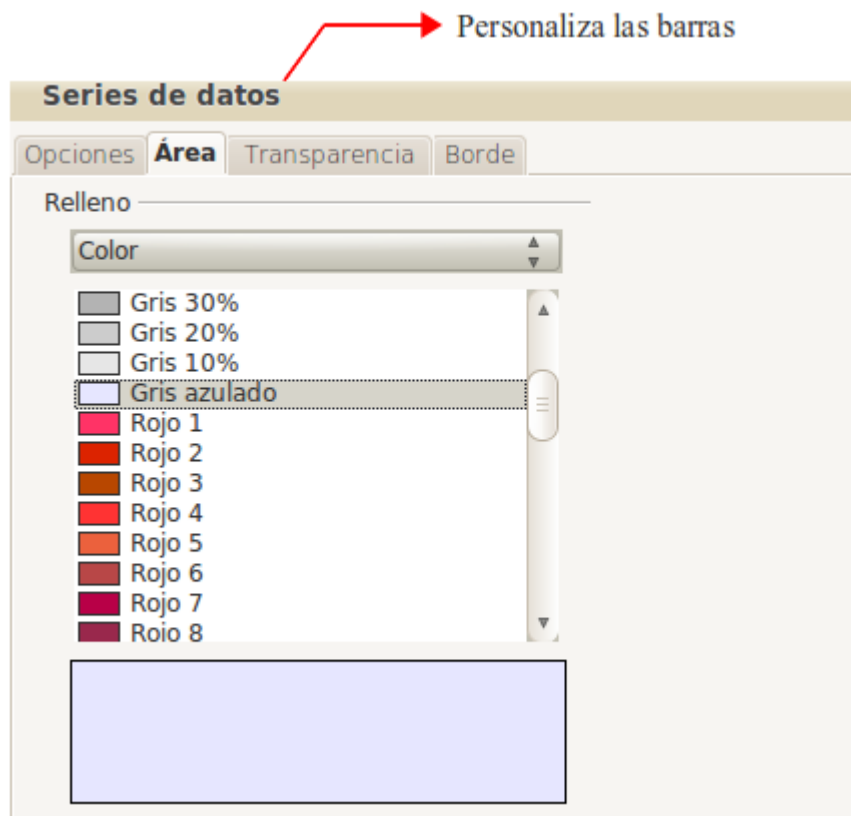 Personaliza las barras
Series de datos
Opciones Área Transparencia Borde
Relleno
Color
Gris 30%
Gris 20%
Gris 10%
Gris azulado
Rojo 1
Rojo 2
Rojo 3
Rojo 4
Rojo 5
Rojo 6
Rojo 7
Rojo 8